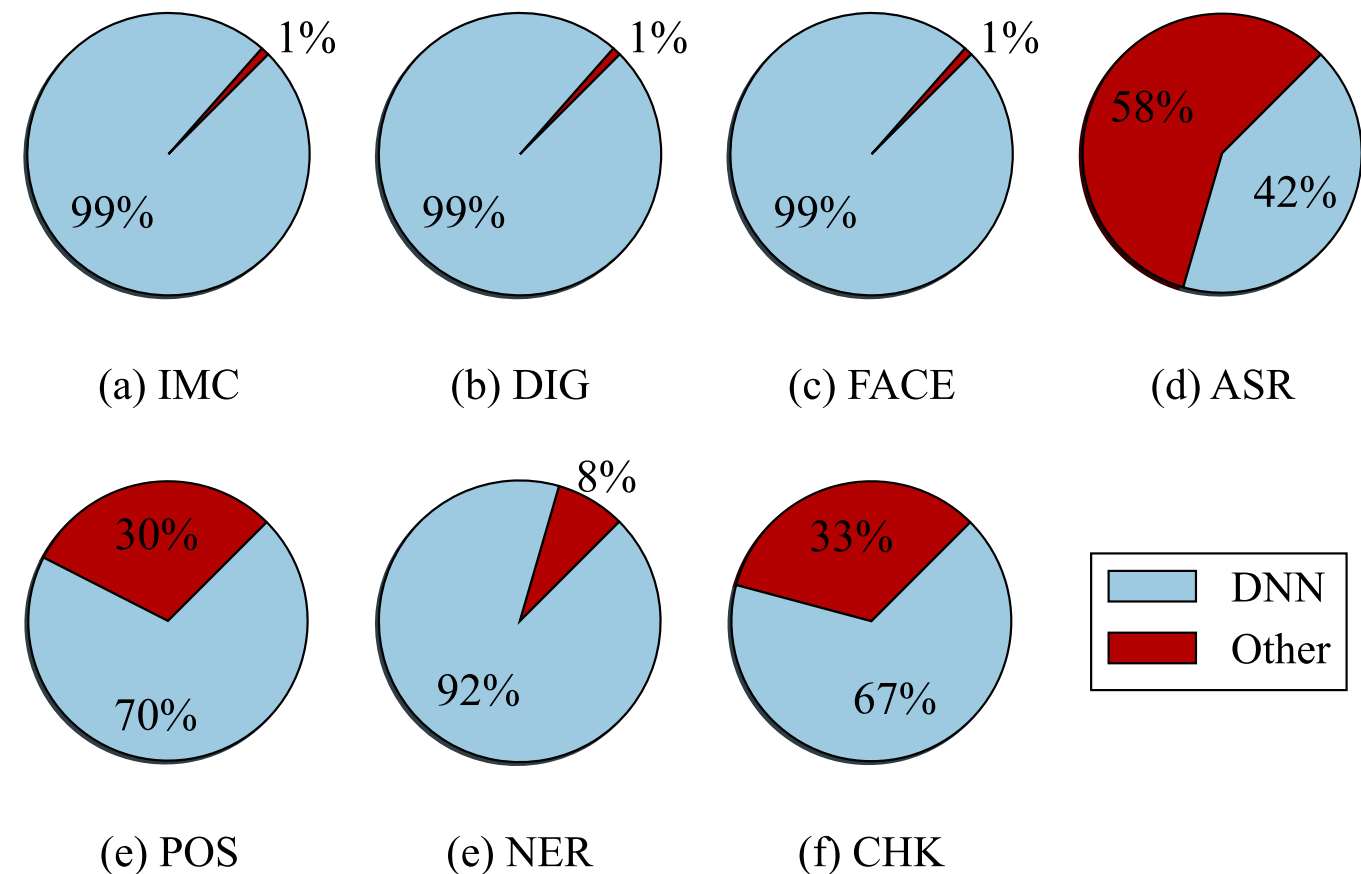 1%
99%
1%
99%
1%
99%
58%
42%
(a) IMC
(b) DIG
(c) FACE
(d) ASR
30%
70%
8%
92%
33%
67%
DNN
Other
(e) POS
(e) NER
(f) CHK